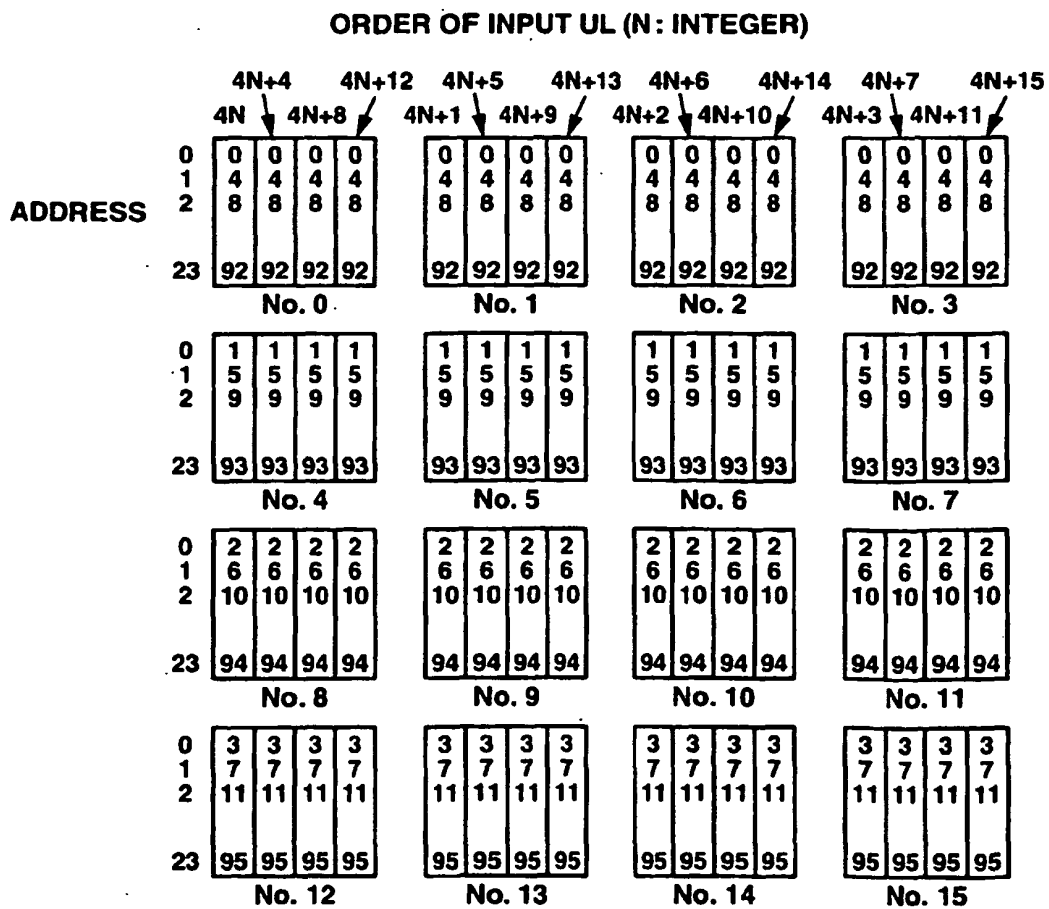 ORDER OF INPUT UL (N: INTEGER)
4N+4 4N+12 4N+5 4N+13 4N+6 4N+14 4N+7 4N+15
4N 4N+8 4N+1 4N+9 4N+2 4N+10 4N+3 4N+11
0 0 0 0 0 0 0 0 0 0 0 0 0 0 0 0 0
1 4 4 4 4 4 4 4 4 4 4 4 4 4 4 4 4
ADDRESS 2 8 8 8 8 8 8 8 8 8 8 8 8 8 8 8 8
23 92 92 92 92 92 92 92 92 92 92 92 92 92 92 92 92
No. 0 No. 1 No. 2 No. 3
0 1 1 1 1 1 1 1 1 1 1 1 1 1 1 1 1
1 5 5 5 5 5 5 5 5 5 5 5 5 5 5 5 5
2 9 9 9 9 9 9 9 9 9 9 9 9 9 9 9 9
23 93 93 93 93 93 93 93 93 93 93 93 93 93 93 93 93
No. 4 No. 5 No. 6 No. 7
0 2 2 2 2 2 2 2 2 2 2 2 2 2 2 2 2
1 6 6 6 6 6 6 6 6 6 6 6 6 6 6 6 6
2 10 10 10 10 10 10 10 10 10 10 10 10 10 10 10 10
23 94 94 94 94 94 94 94 94 94 94 94 94 94 94 94 94
No. 8 No. 9 No. 10 No. 11
0 3 3 3 3 3 3 3 3 3 3 3 3 3 3 3 3
1 7 7 7 7 7 7 7 7 7 7 7 7 7 7 7 7
2 11 11 11 11 11 11 11 11 11 11 11 11 11 11 11 11
23 95 95 95 95 95 95 95 95 95 95 95 95 95 95 95 95
No. 12 No. 13 No. 14 No. 15